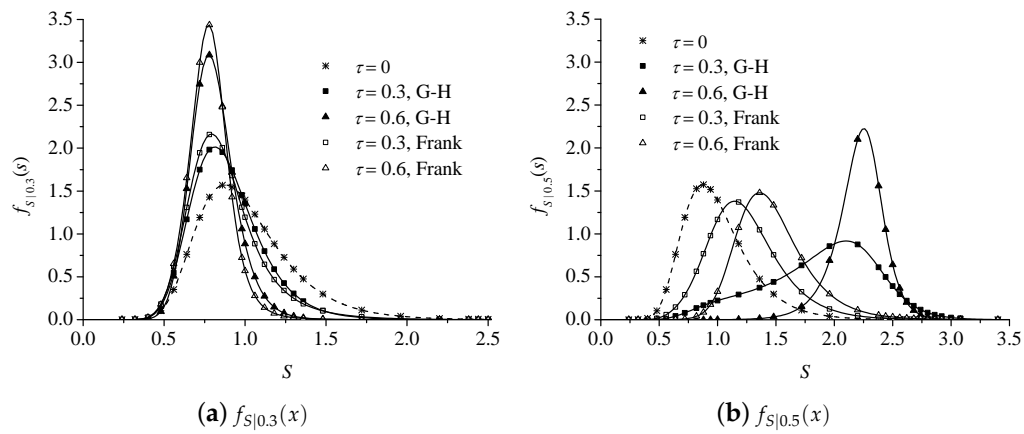 3.5
3.0
2.5
2.0
1.5
1.0
0.5
0.0
f_{S|0.3}(s)
τ = 0
τ = 0.3, G-H
τ = 0.6, G-H
τ = 0.3, Frank
τ = 0.6, Frank
0.0 0.5 1.0 1.5 2.0 2.5
S
(a) f_{S|0.3}(x)
3.5
3.0
2.5
2.0
1.5
1.0
0.5
0.0
f_{S|0.5}(s)
τ = 0
τ = 0.3, G-H
τ = 0.6, G-H
τ = 0.3, Frank
τ = 0.6, Frank
0.0 0.5 1.0 1.5 2.0 2.5 3.0 3.5
S
(b) f_{S|0.5}(x)